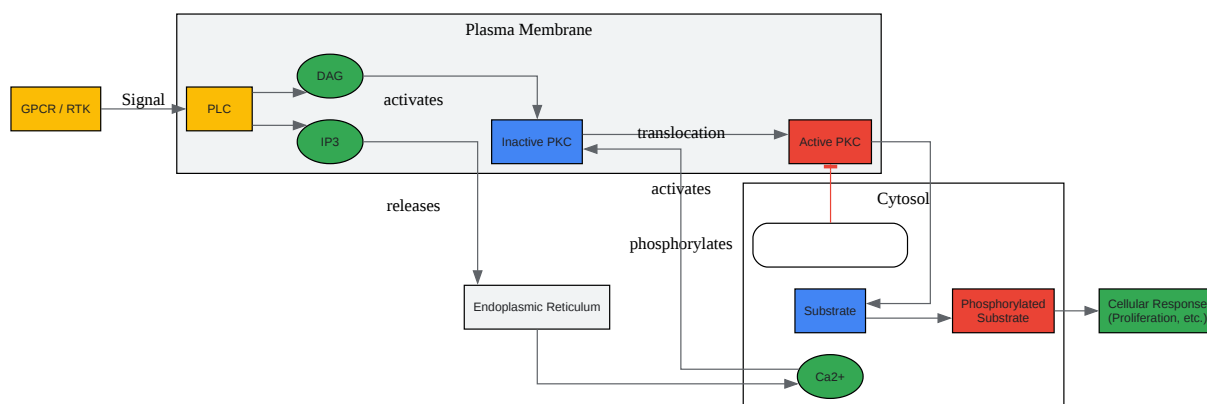 Plasma Membrane
DAG
GPCR / RTK
Signal
PLC
activates
IP3
Inactive PKC
translocation
Active PKC
activates
releases
Cytosol
phosphorylates
Endoplasmic Reticulum
Substrate
Phosphorylated
Substrate
Cellular Response
(Proliferation, etc.)
Ca2+